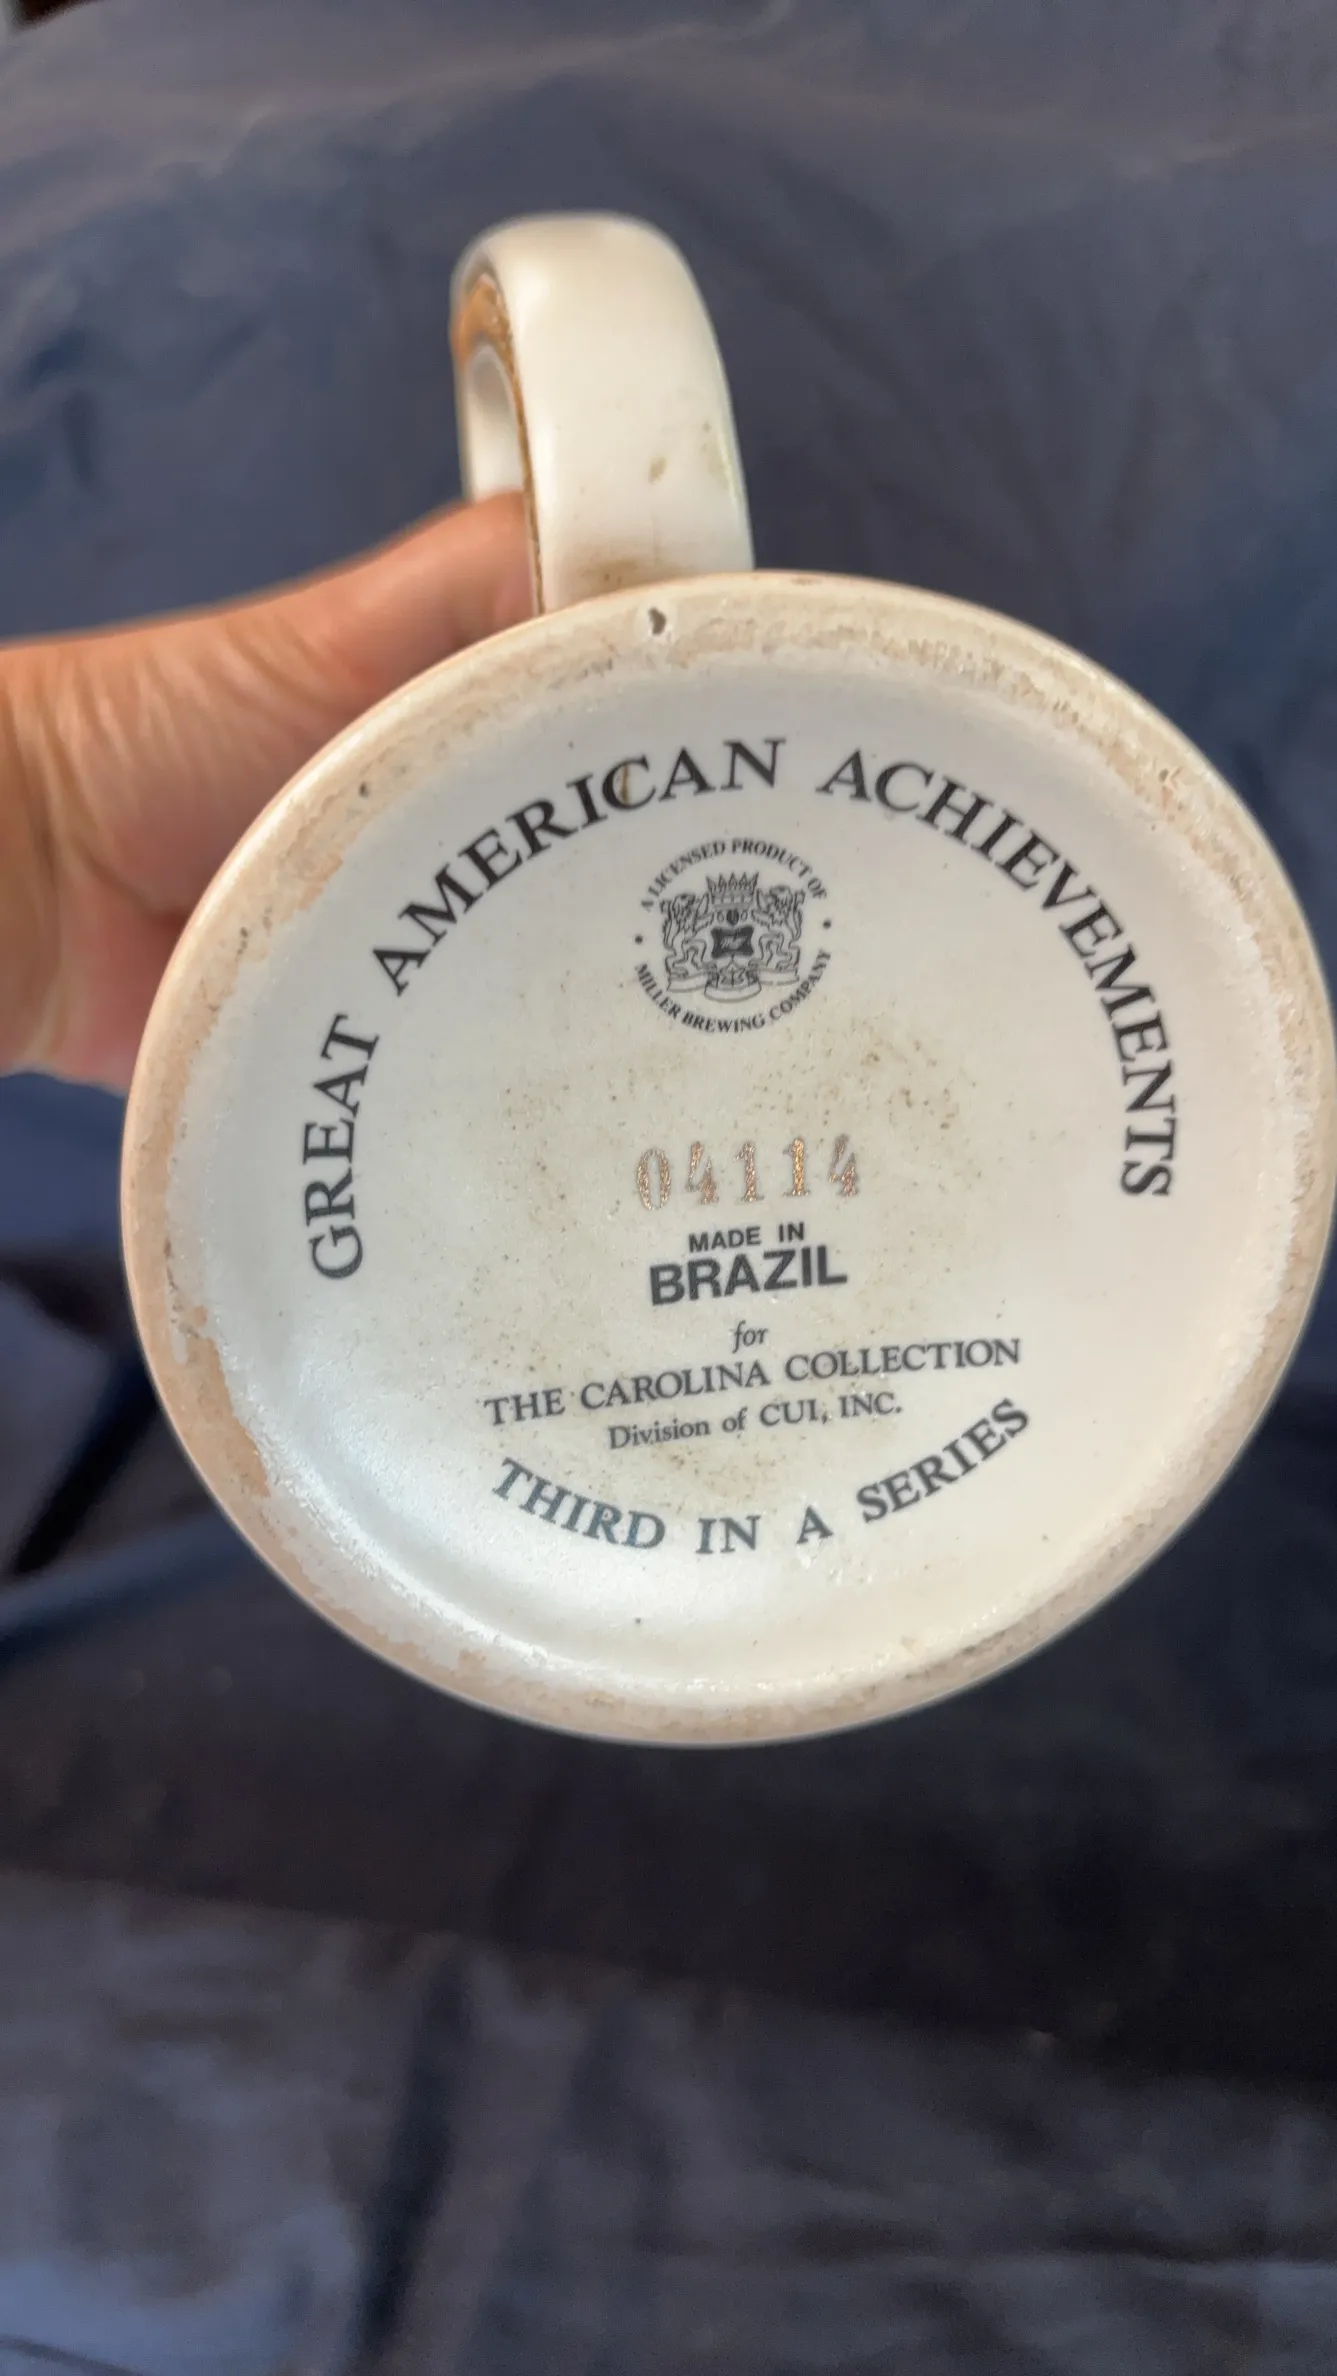 GREAT AMERICAN ACHIEVEMENTS
A LICENSED PRODUCT OF
MILLER BREWING COMPANY
04114
MADE IN
BRAZIL
for
THE CAROLINA COLLECTION
Division of CUI, INC.
THIRD IN A SERIES